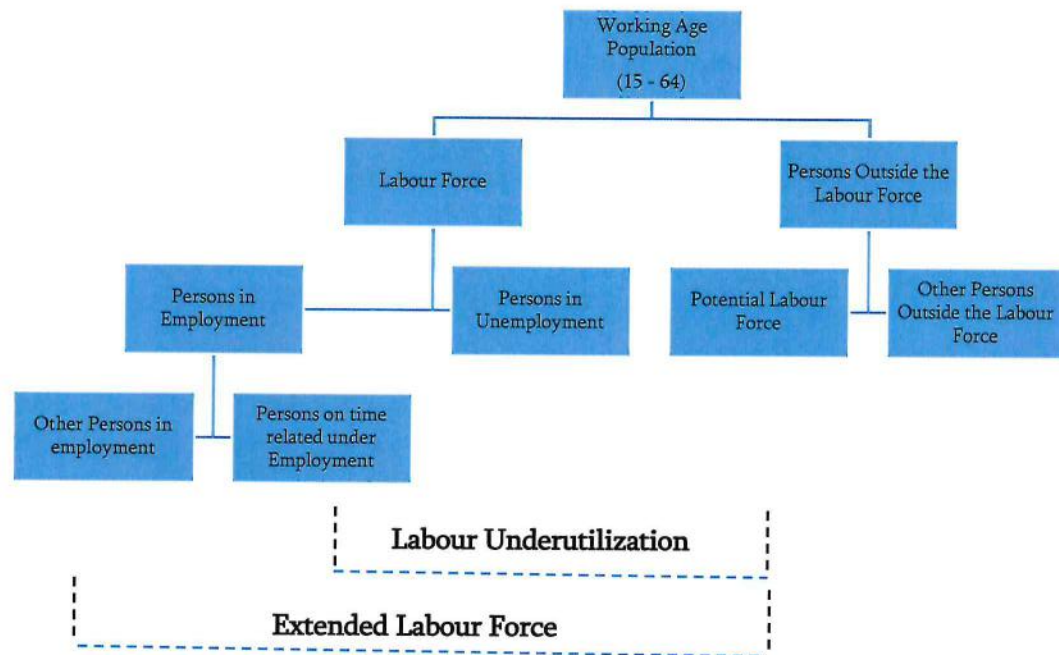 Working Age
Population
(15 - 64)
Labour Force
Persons Outside the
Labour Force
Persons in
Employment
Persons in
Unemployment
Potential Labour
Force
Other Persons
Outside the Labour
Force
Other Persons in
employment
Persons on time
related under
Employment
Labour Underutilization
Extended Labour Force